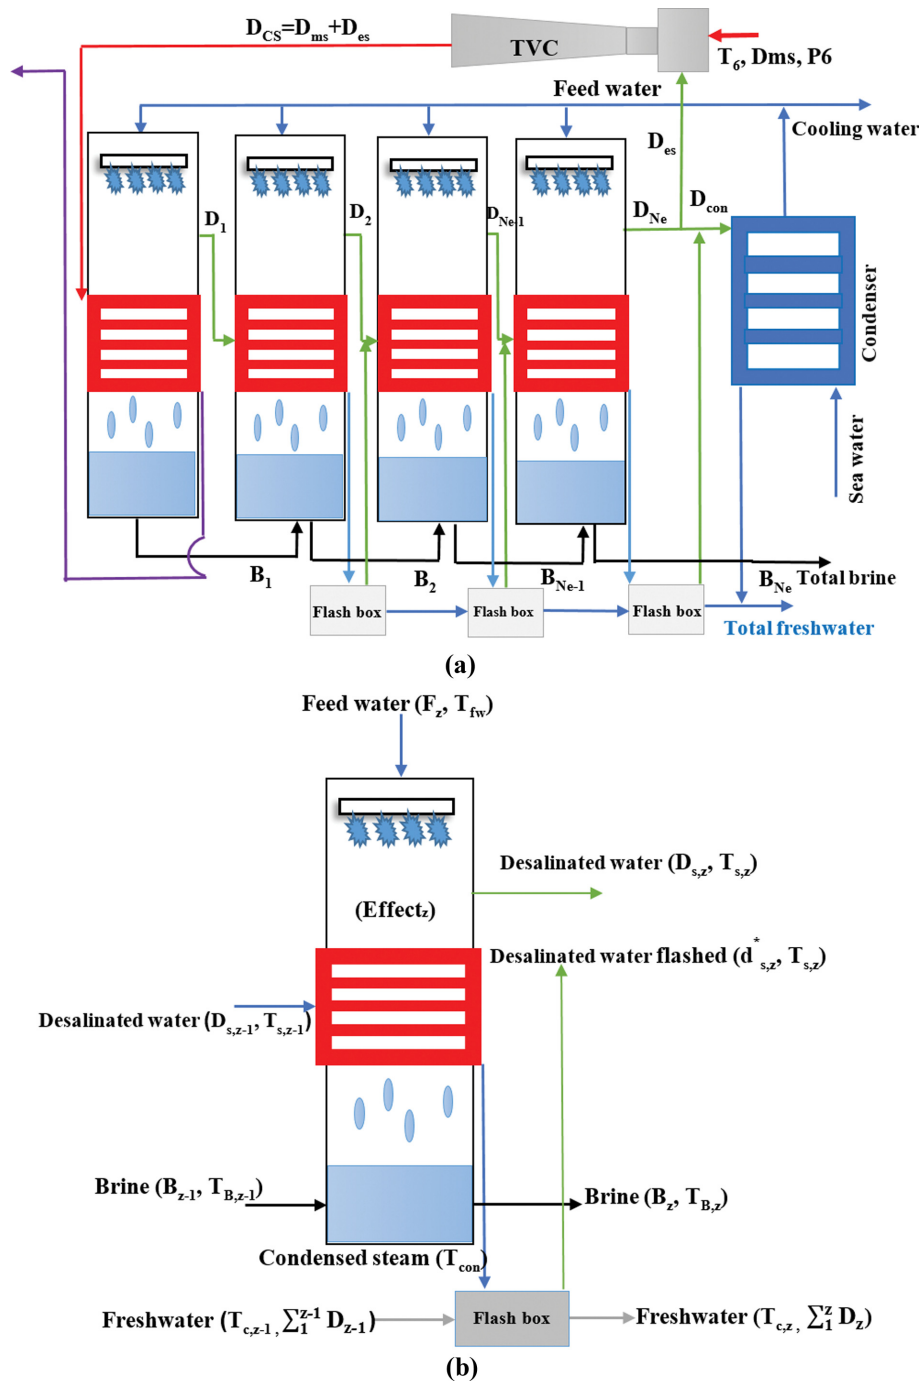 D_CS=D_ms+D_es
TVC
T_6, Dms, P6
Feed water
Cooling water
D_es
D_1
D_2
D_Ne-1
D_Ne
D_con
Condenser
Sea water
B_1
B_2
B_Ne-1
B_Ne
Total brine
Flash box
Flash box
Flash box
Total freshwater
(a)
Feed water (F_z, T_fw)
Desalinated water (D_s,z, T_s,z)
(Effect_z)
Desalinated water flashed (d^*_s,z, T_s,z)
Desalinated water (D_s,z-1, T_s,z-1)
Brine (B_z-1, T_B,z-1)
Brine (B_z, T_B,z)
Condensed steam (T_con)
Freshwater (T_c,z-1, ∑_1^z-1 D_z-1)
Flash box
Freshwater (T_c,z, ∑_1^z D_z)
(b)